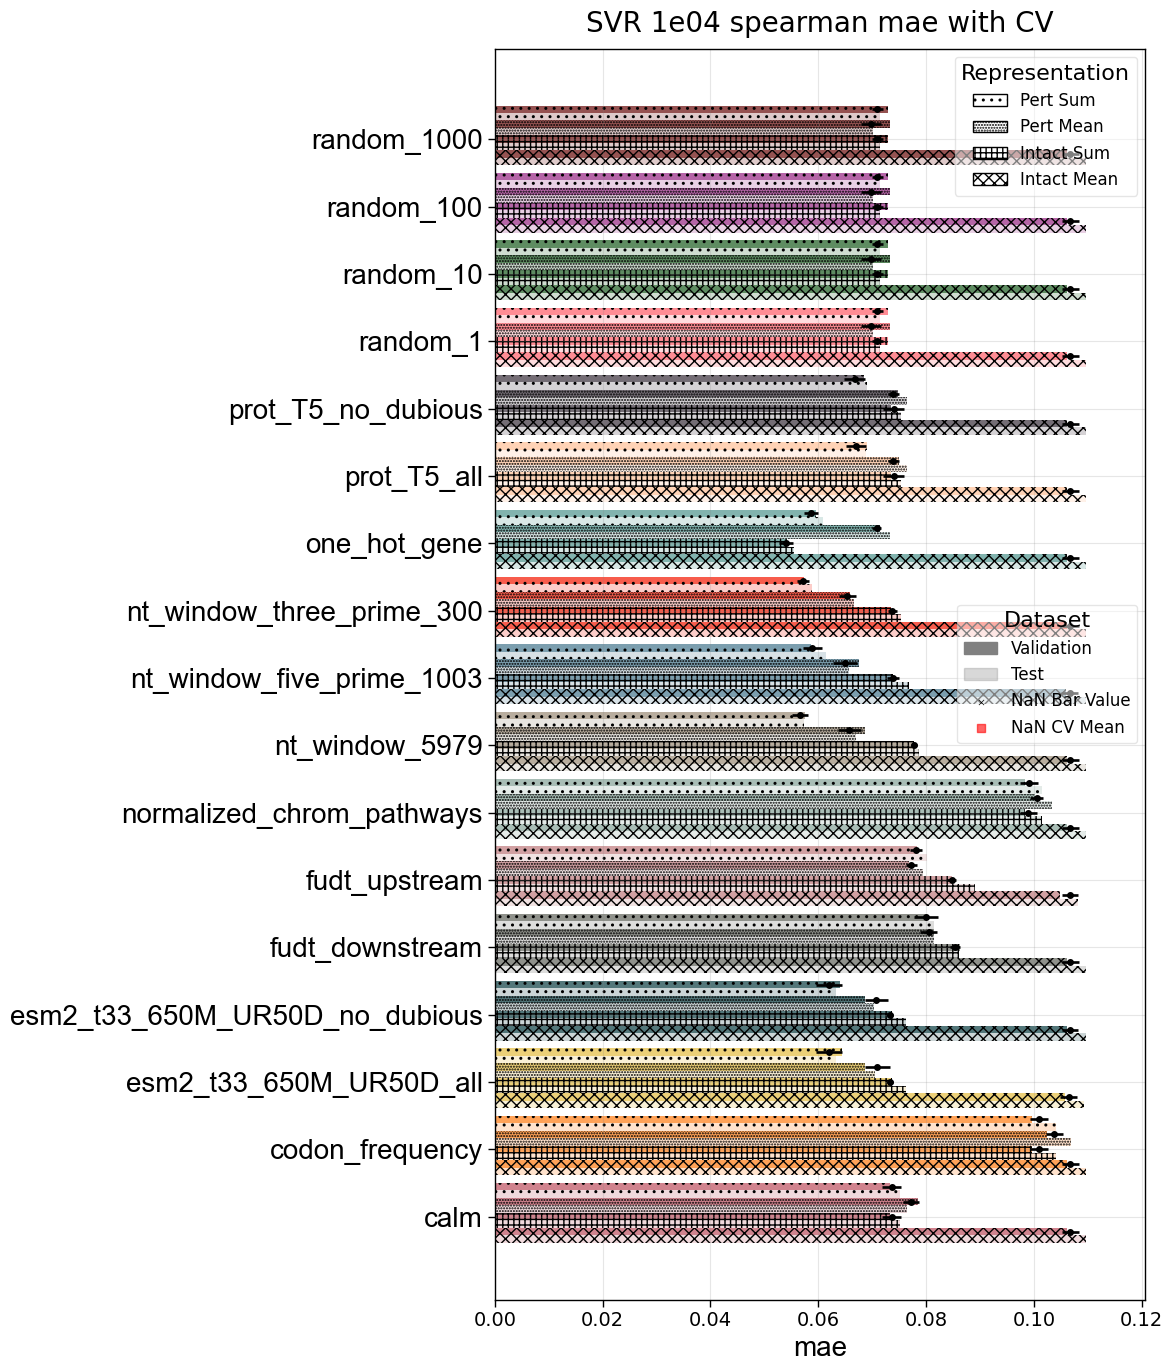 SVR 1e04 spearman mae with CV
Representation
Pert Sum
Pert Mean
Intact Sum
Intact Mean
random_1000
random_100
random_10
random_1
prot_T5_no_dubious
prot_T5_all
one_hot_gene
nt_window_three_prime_300
Dataset
Validation
Test
NaN Bar Value
NaN CV Mean
nt_window_five_prime_1003
nt_window_5979
normalized_chrom_pathways
fudt_upstream
fudt_downstream
esm2_t33_650M_UR50D_no_dubious
esm2_t33_650M_UR50D_all
codon_frequency
calm
0.00 0.02 0.04 0.06 0.08 0.10 0.12
mae